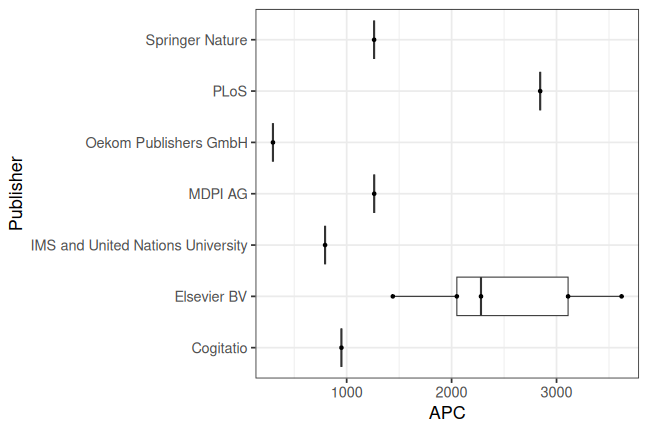 Springer Nature
PLoS
Oekom Publishers GmbH
MDPI AG
IMS and United Nations University
Elsevier BV
Cogitatio
Publisher
1000 2000 3000
APC